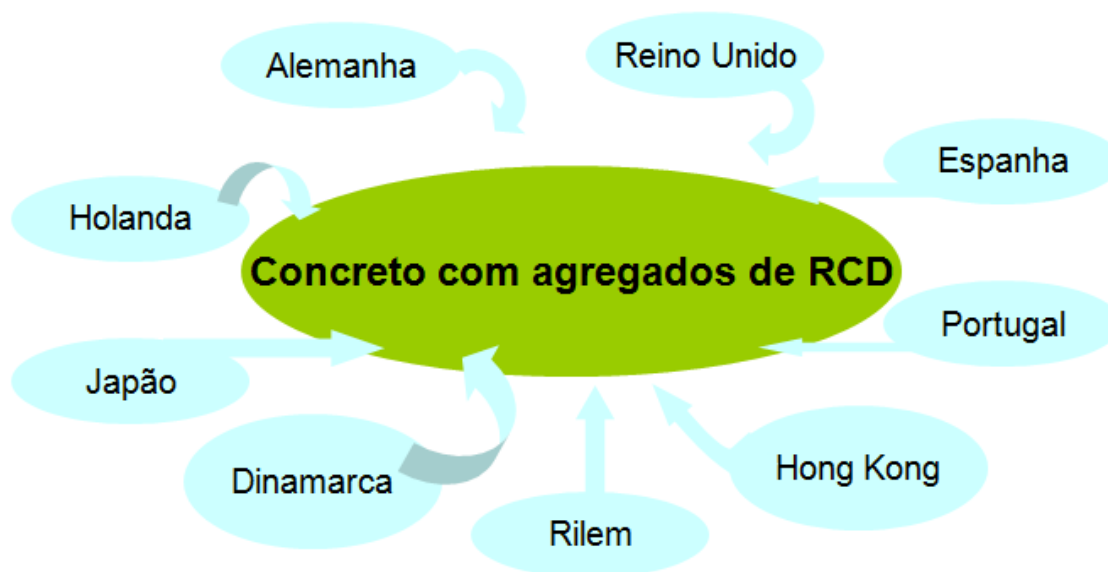 Alemanha
Reino Unido
Espanha
Holanda
Concreto com agregados de RCD
Portugal
Japão
Dinamarca
Hong Kong
Rilem